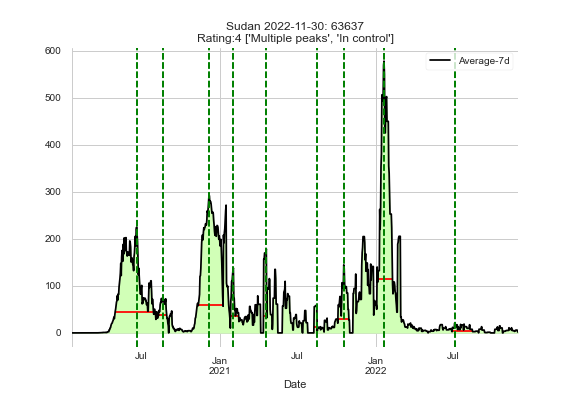 Sudan 2022-11-30: 63637
Rating:4 ['Multiple peaks', 'In control']
600
500
400
300
200
100
0
Average-7d
Jul
Jan
2021
Jul
Jan
2022
Jul
Date